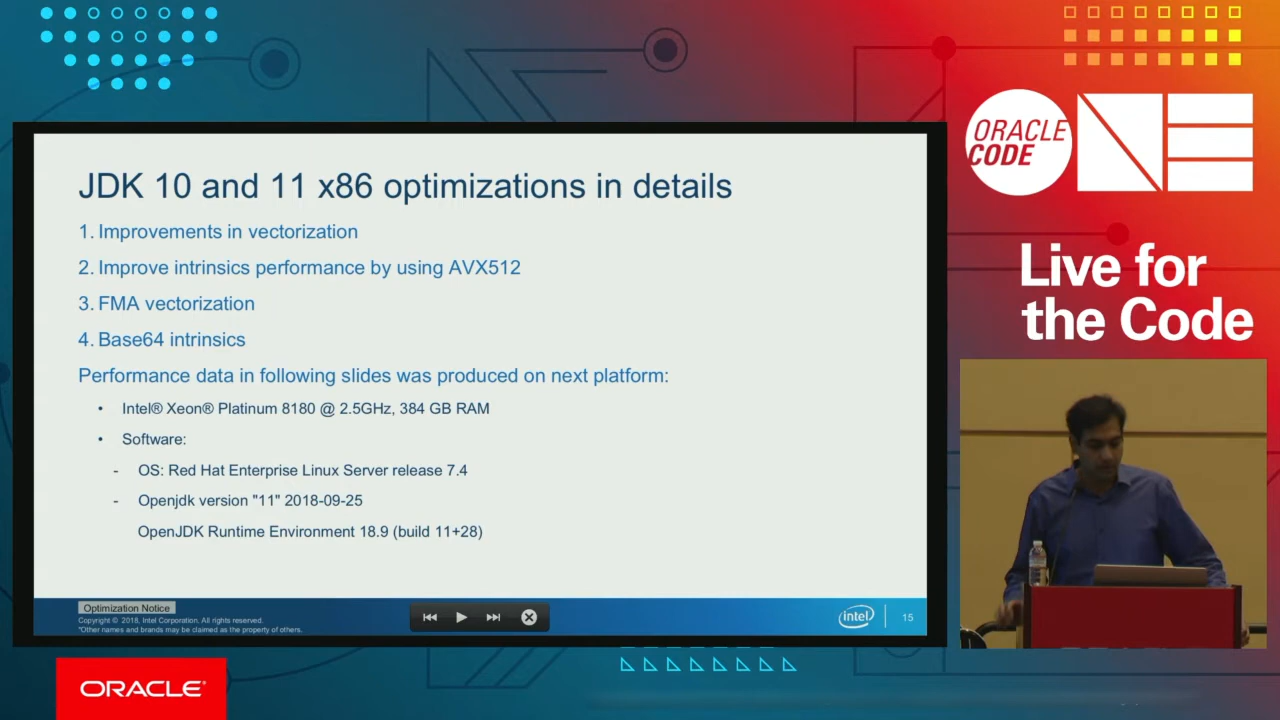 ORACLE
CODE
ONE
Live for
the Code
JDK 10 and 11 x86 optimizations in details
1. Improvements in vectorization
2. Improve intrinsics performance by using AVX512
3. FMA vectorization
4. Base64 intrinsics
Performance data in following slides was produced on next platform:
• Intel® Xeon® Platinum 8180 @ 2.5GHz, 384 GB RAM
• Software:
- OS: Red Hat Enterprise Linux Server release 7.4
- Openjdk version "11" 2018-09-25
OpenJDK Runtime Environment 18.9 (build 11+28)
Optimization Notice
Copyright © 2018, Intel Corporation. All rights reserved.
*Other names and brands may be claimed as the property of others.
intel
15
ORACLE®